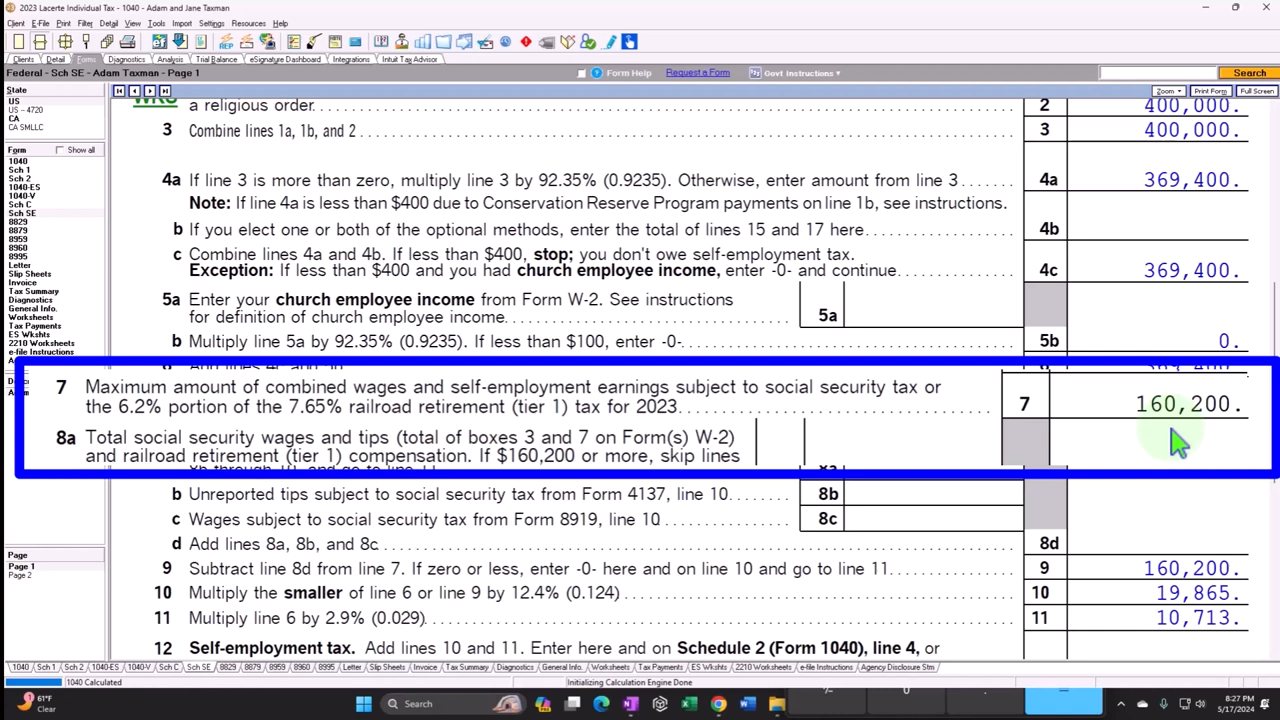 2023 Lacerte Individual Tax - 1040 - Adam and Jane Taxman
Client E-File Print Filter Detail View Tools Import Settings Resources Help
Clients Detail Forms Diagnostics Analysis Trial Balance eSignature Dashboard Integrations Intuit Tax Advisor
Federal - Sch SE - Adam Taxman - Page 1 Form Help Request a Form Govt Instructions Search
Zoom Print Form Full Screen
State
US
US - 4720
CA
CA SMLLC
Form Show all
1040
Sch 1
Sch 2
1040-ES
1040-V
Sch C
Sch SE
8829
8879
8959
8960
8995
Letter
Slip Sheets
Invoice
Tax Summary
Diagnostics
General Info.
Worksheets
Tax Payments
ES Wkshts
2210 Worksheets
e-file Instructions
Page
Page 1
Page 2
a religious order 2 400,000.
3 Combine lines 1a, 1b, and 2 3 400,000.
4a If line 3 is more than zero, multiply line 3 by 92.35% (0.9235). Otherwise, enter amount from line 3 4a 369,400.
Note: If line 4a is less than $400 due to Conservation Reserve Program payments on line 1b, see instructions.
b If you elect one or both of the optional methods, enter the total of lines 15 and 17 here 4b
c Combine lines 4a and 4b. If less than $400, stop; you don't owe self-employment tax.
Exception: If less than $400 and you had church employee income, enter -0- and continue 4c 369,400.
5a Enter your church employee income from Form W-2. See instructions
for definition of church employee income 5a
b Multiply line 5a by 92.35% (0.9235). If less than $100, enter -0- 5b 0.
7 Maximum amount of combined wages and self-employment earnings subject to social security tax or
the 6.2% portion of the 7.65% railroad retirement (tier 1) tax for 2023 7 160,200.
8a Total social security wages and tips (total of boxes 3 and 7 on Form(s) W-2)
and railroad retirement (tier 1) compensation. If $160,200 or more, skip lines
b Unreported tips subject to social security tax from Form 4137, line 10 8b
c Wages subject to social security tax from Form 8919, line 10 8c
d Add lines 8a, 8b, and 8c 8d
9 Subtract line 8d from line 7. If zero or less, enter -0- here and on line 10 and go to line 11 9 160,200.
10 Multiply the smaller of line 6 or line 9 by 12.4% (0.124) 10 19,865.
11 Multiply line 6 by 2.9% (0.029) 11 10,713.
12 Self-employment tax. Add lines 10 and 11. Enter here and on Schedule 2 (Form 1040), line 4, or
1040 Sch 1 Sch 2 1040-ES 1040-V Sch C Sch SE 8829 8879 8959 8960 8995 Letter Slip Sheets Invoice Tax Summary Diagnostics General Info. Worksheets Tax Payments ES Wkshts 2210 Worksheets e-file Instructions Agency Disclosure Stm
1040 Calculated Initializing Calculation Engine Done
61°F
Clear
Search
8:27 PM
5/17/2024